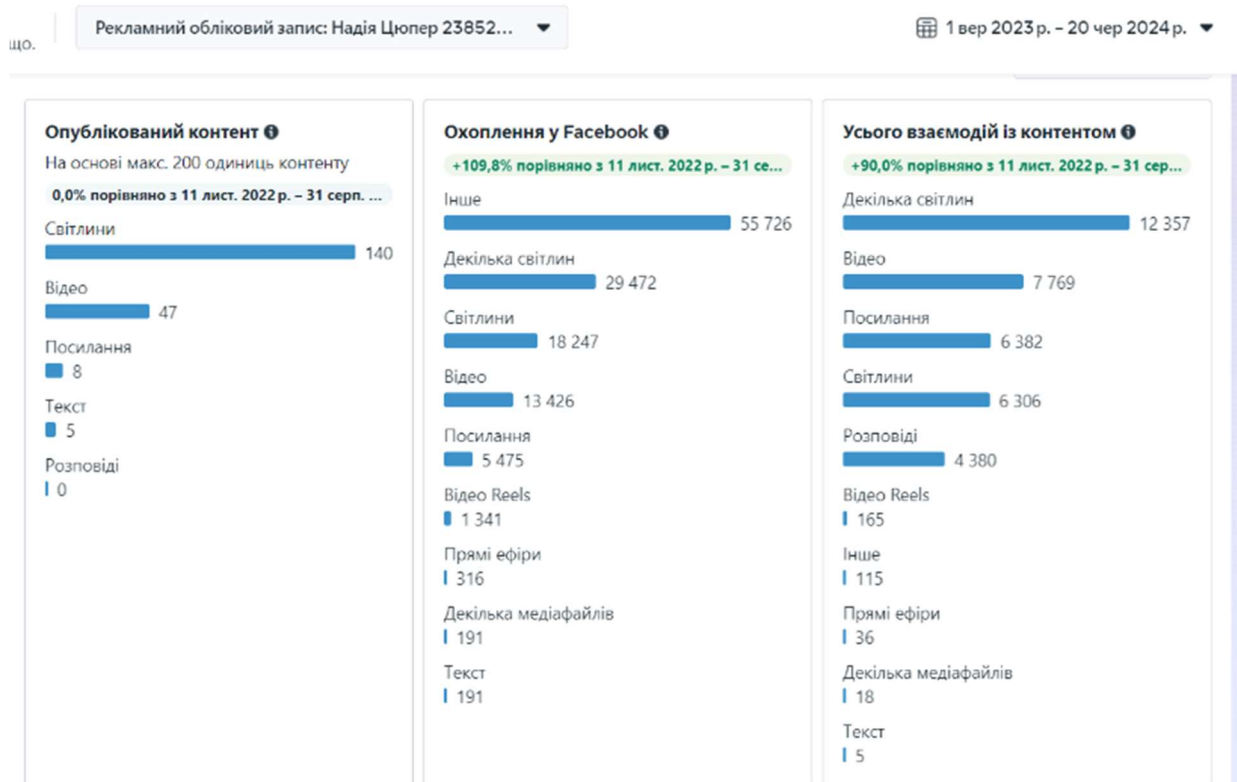 що.
Рекламний обліковий запис: Надія Цюпер 23852...
1 вер 2023 р. – 20 чер 2024 р.
Опублікований контент
На основі макс. 200 одиниць контенту
0,0% порівняно з 11 лист. 2022 р. – 31 серп. ...
Світлини
140
Відео
47
Посилання
8
Текст
5
Розповіді
0
Охоплення у Facebook
+109,8% порівняно з 11 лист. 2022 р. – 31 се...
Інше
55 726
Декілька світлин
29 472
Світлини
18 247
Відео
13 426
Посилання
5 475
Відео Reels
1 341
Прямі ефіри
316
Декілька медіафайлів
191
Текст
191
Усього взаємодій із контентом
+90,0% порівняно з 11 лист. 2022 р. – 31 сер...
Декілька світлин
12 357
Відео
7 769
Посилання
6 382
Світлини
6 306
Розповіді
4 380
Відео Reels
165
Інше
115
Прямі ефіри
36
Декілька медіафайлів
18
Текст
5